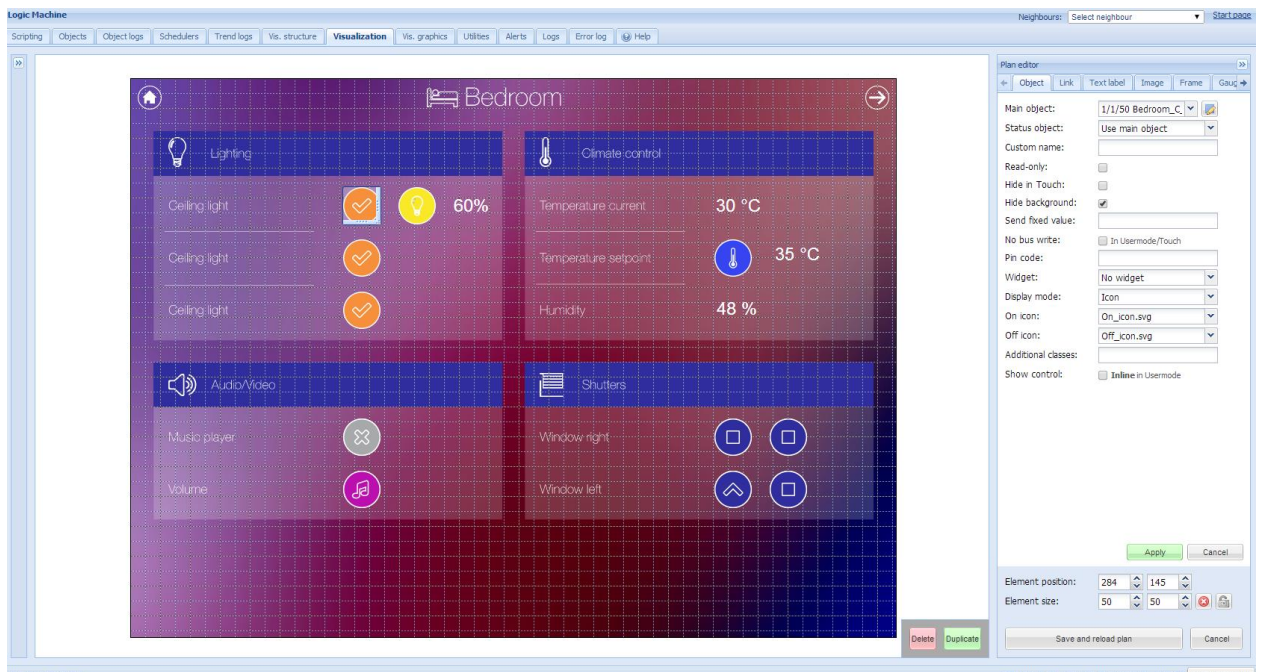 Logic Machine
Neighbours: Select neighbour Start page
Scripting Objects Object logs Schedulers Trend logs Vis. structure Visualization Vis. graphics Utilities Alerts Logs Error log Help
Bedroom
Lighting
Ceiling light 60%
Ceiling light
Ceiling light
Climate control
Temperature current 30 °C
Temperature setpoint 35 °C
Humidity 48 %
Audio/Video
Music player
Volume
Shutters
Window right
Window left
Delete Duplicate
Plan editor
Object Link Text label Image Frame Gaug
Main object: 1/1/50 Bedroom_C_
Status object: Use main object
Custom name:
Read-only:
Hide in Touch:
Hide background:
Send fixed value:
No bus write: In Usermode/Touch
Pin code:
Widget: No widget
Display mode: Icon
On icon: On_icon.svg
Off icon: Off_icon.svg
Additional classes:
Show control: Inline in Usermode
Apply Cancel
Element position: 284 145
Element size: 50 50
Save and reload plan Cancel